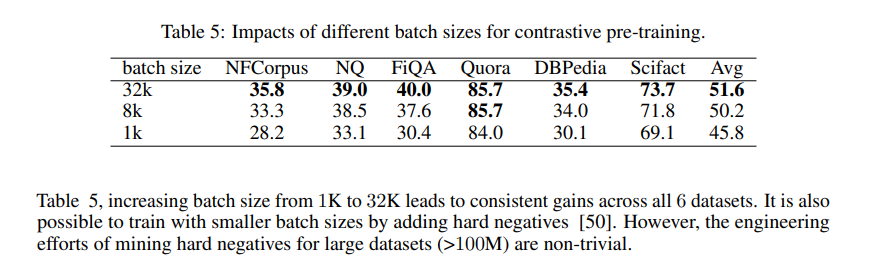 Table 5: Impacts of different batch sizes for contrastive pre-training.
batch size NFCorpus NQ FiQA Quora DBPedia Scifact Avg
32k 35.8 39.0 40.0 85.7 35.4 73.7 51.6
8k 33.3 38.5 37.6 85.7 34.0 71.8 50.2
1k 28.2 33.1 30.4 84.0 30.1 69.1 45.8
Table 5, increasing batch size from 1K to 32K leads to consistent gains across all 6 datasets. It is also
possible to train with smaller batch sizes by adding hard negatives [50]. However, the engineering
efforts of mining hard negatives for large datasets (>100M) are non-trivial.